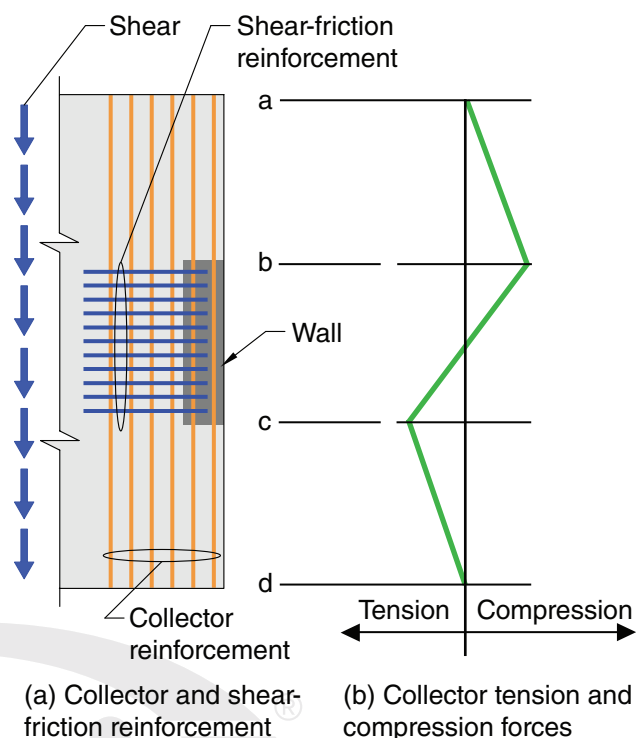 Shear
Shear-friction
reinforcement
Wall
Collector
reinforcement
(a) Collector and shear-
friction reinforcement
a
b
c
d
Tension
Compression
(b) Collector tension and
compression forces
®